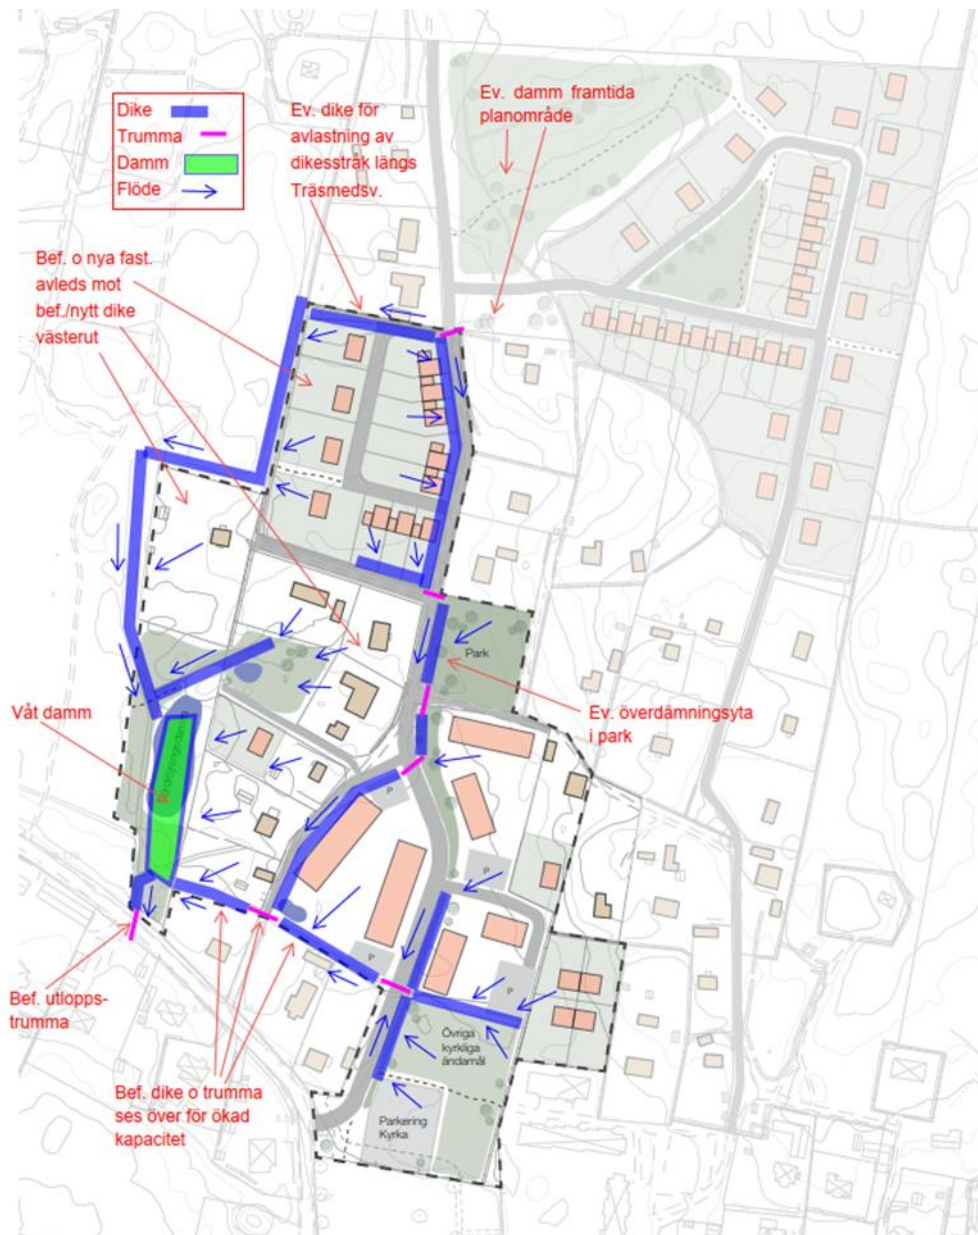 Dike
Trumma
Damm
Flöde
Ev. dike för
avlastning av
dikesstråk längs
Träsmedsv.
Ev. damm framtida
planområde
Bef. o nya fast.
avleds mot
bef./nytt dike
västerut
Park
Ev. överdämningsyta
i park
Våt damm
P
P
P
P
P
Bef. utlopps-
trumma
Övriga
kyrkliga
ändamål
Bef. dike o trumma
ses över för ökad
kapacitet
Parkering
Kyrka